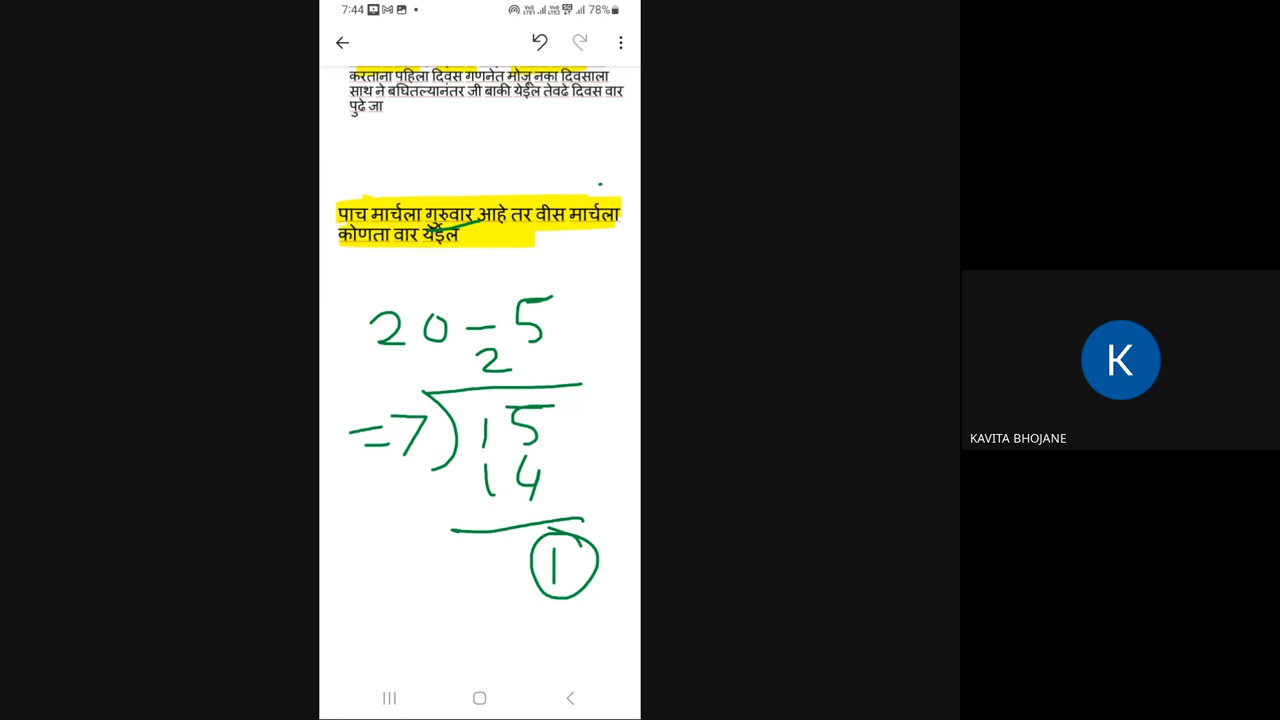 7:44 78%
करताना पहिला दिवस गणनेत मोजू नका दिवसाला
साथ ने बघितल्यानंतर जी बाकी येईल तेवढे दिवस वार
पुढे जा
पाच मार्चला गुरुवार आहे तर वीस मार्चला
कोणता वार येईल
20-5
2
=7)15
14
1
K
KAVITA BHOJANE